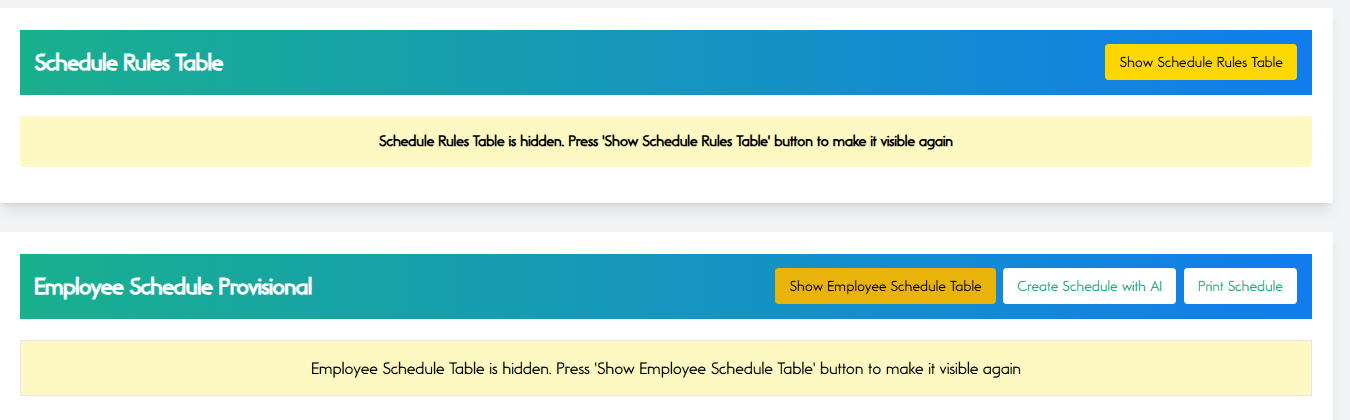 Schedule Rules Table
Show Schedule Rules Table
Schedule Rules Table is hidden. Press 'Show Schedule Rules Table' button to make it visible again
Employee Schedule Provisional
Show Employee Schedule Table
Create Schedule with AI
Print Schedule
Employee Schedule Table is hidden. Press 'Show Employee Schedule Table' button to make it visible again